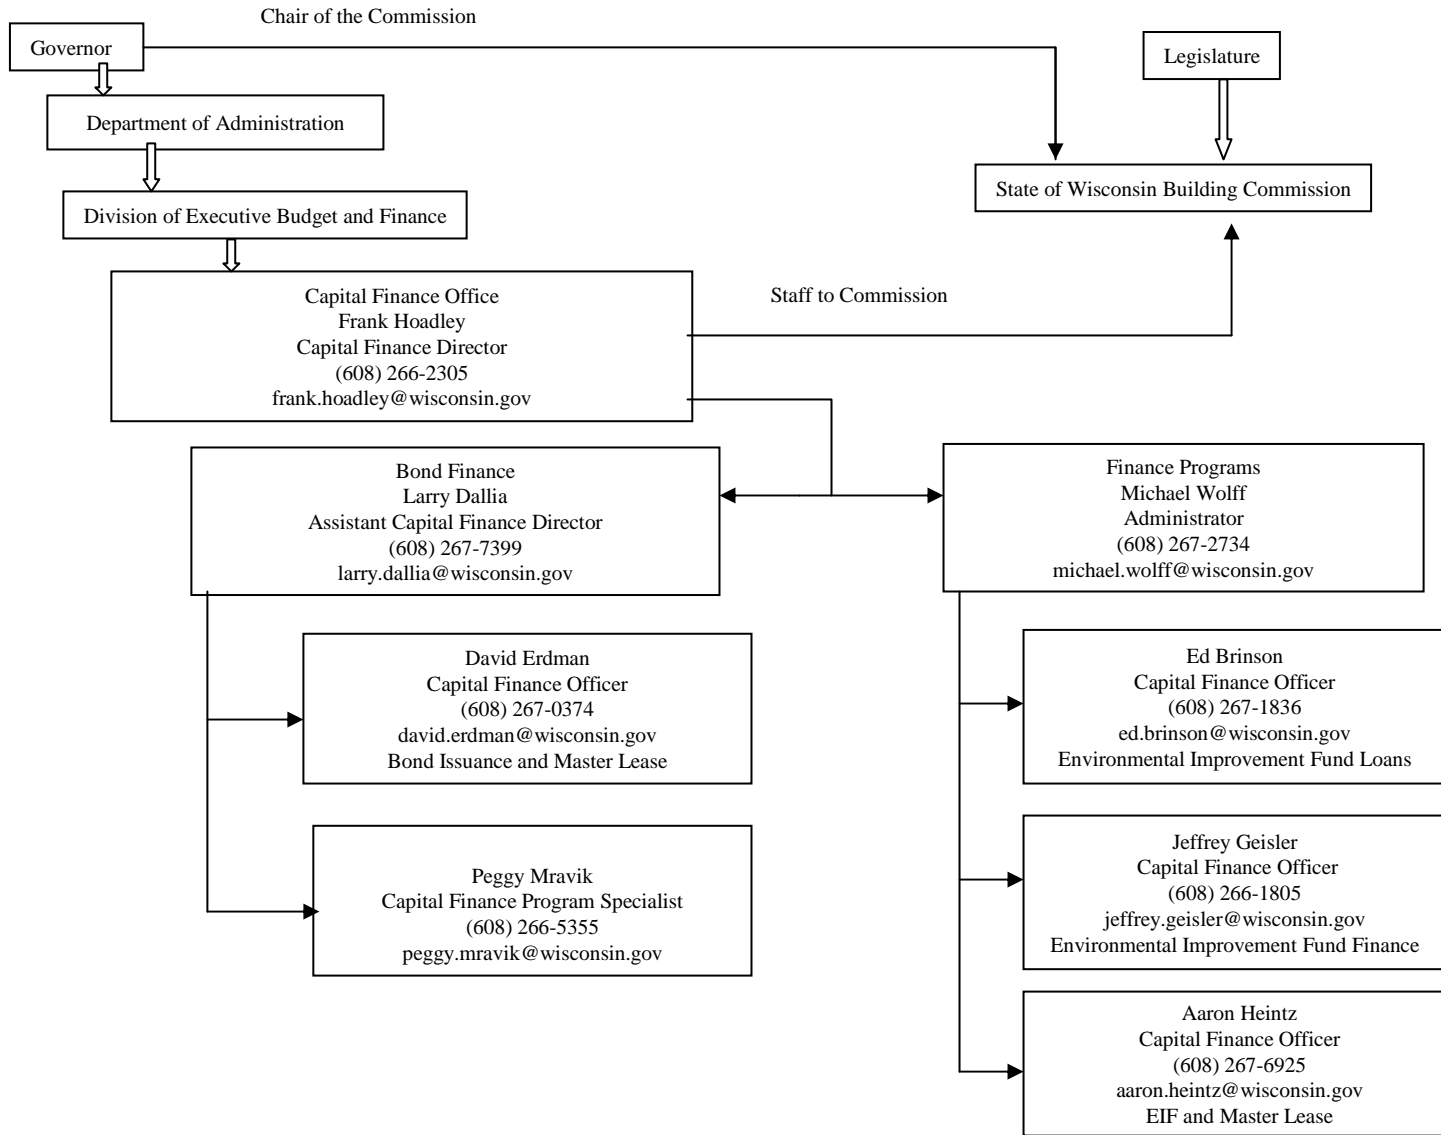 Chair of the Commission
Governor
Legislature
Department of Administration
State of Wisconsin Building Commission
Division of Executive Budget and Finance
Capital Finance Office
Frank Hoadley
Capital Finance Director
(608) 266-2305
frank.hoadley@wisconsin.gov
Staff to Commission
Bond Finance
Larry Dallia
Assistant Capital Finance Director
(608) 267-7399
larry.dallia@wisconsin.gov
Finance Programs
Michael Wolff
Administrator
(608) 267-2734
michael.wolff@wisconsin.gov
David Erdman
Capital Finance Officer
(608) 267-0374
david.erdman@wisconsin.gov
Bond Issuance and Master Lease
Peggy Mravik
Capital Finance Program Specialist
(608) 266-5355
peggy.mravik@wisconsin.gov
Ed Brinson
Capital Finance Officer
(608) 267-1836
ed.brinson@wisconsin.gov
Environmental Improvement Fund Loans
Jeffrey Geisler
Capital Finance Officer
(608) 266-1805
jeffrey.geisler@wisconsin.gov
Environmental Improvement Fund Finance
Aaron Heintz
Capital Finance Officer
(608) 267-6925
aaron.heintz@wisconsin.gov
EIF and Master Lease